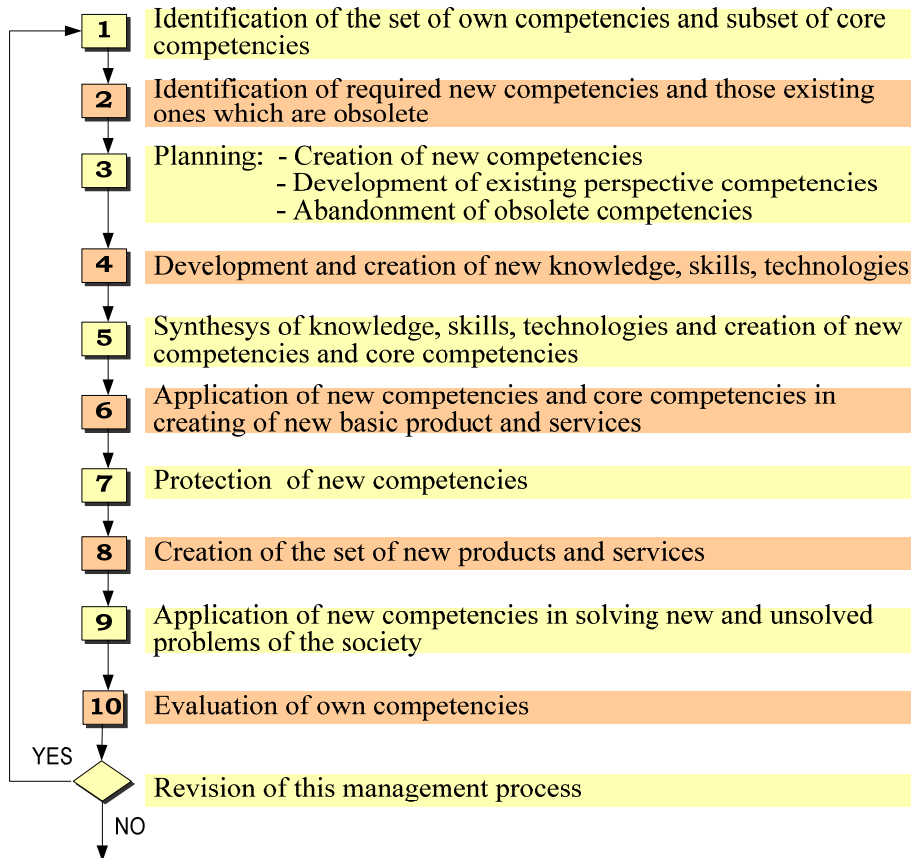 1
Identification of the set of own competencies and subset of core
competencies
2
Identification of required new competencies and those existing
ones which are obsolete
3
Planning: - Creation of new competencies
- Development of existing perspective competencies
- Abandonment of obsolete competencies
4
Development and creation of new knowledge, skills, technologies
5
Synthesys of knowledge, skills, technologies and creation of new
competencies and core competencies
6
Application of new competencies and core competencies in
creating of new basic product and services
7
Protection of new competencies
8
Creation of the set of new products and services
9
Application of new competencies in solving new and unsolved
problems of the society
10
Evaluation of own competencies
YES
Revision of this management process
NO